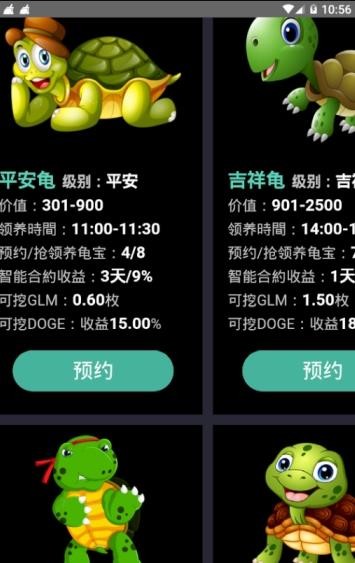 10:56
平安龟 级别：平安
价值：301-900
领养時間：11:00-11:30
预约/抢领养龟宝：4/8
智能合約收益：3天/9%
可挖GLM：0.60枚
可挖DOGE：收益15.00%
预约
吉祥龟 级别：吉
价值：901-2500
领养時間：14:00-1
预约/抢领养龟宝：
智能合約收益：1天
可挖GLM：1.50枚
可挖DOGE：收益18
预约